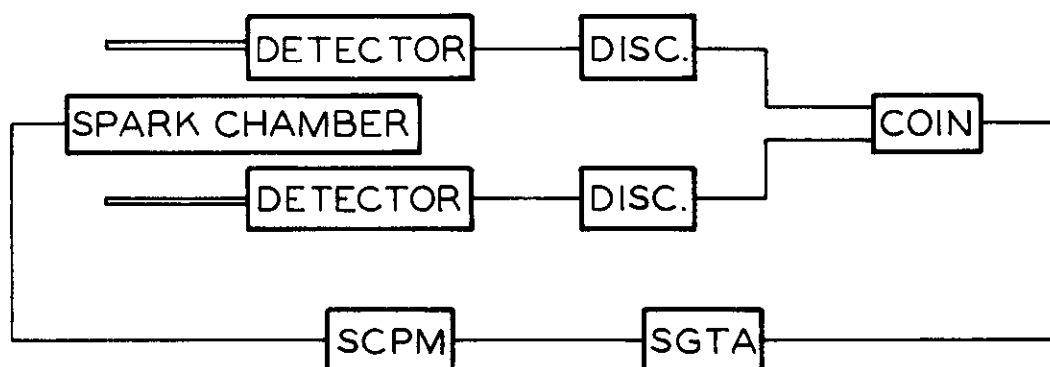 DETECTOR DISC.
SPARK CHAMBER COIN
DETECTOR DISC.
SCPM SGTA